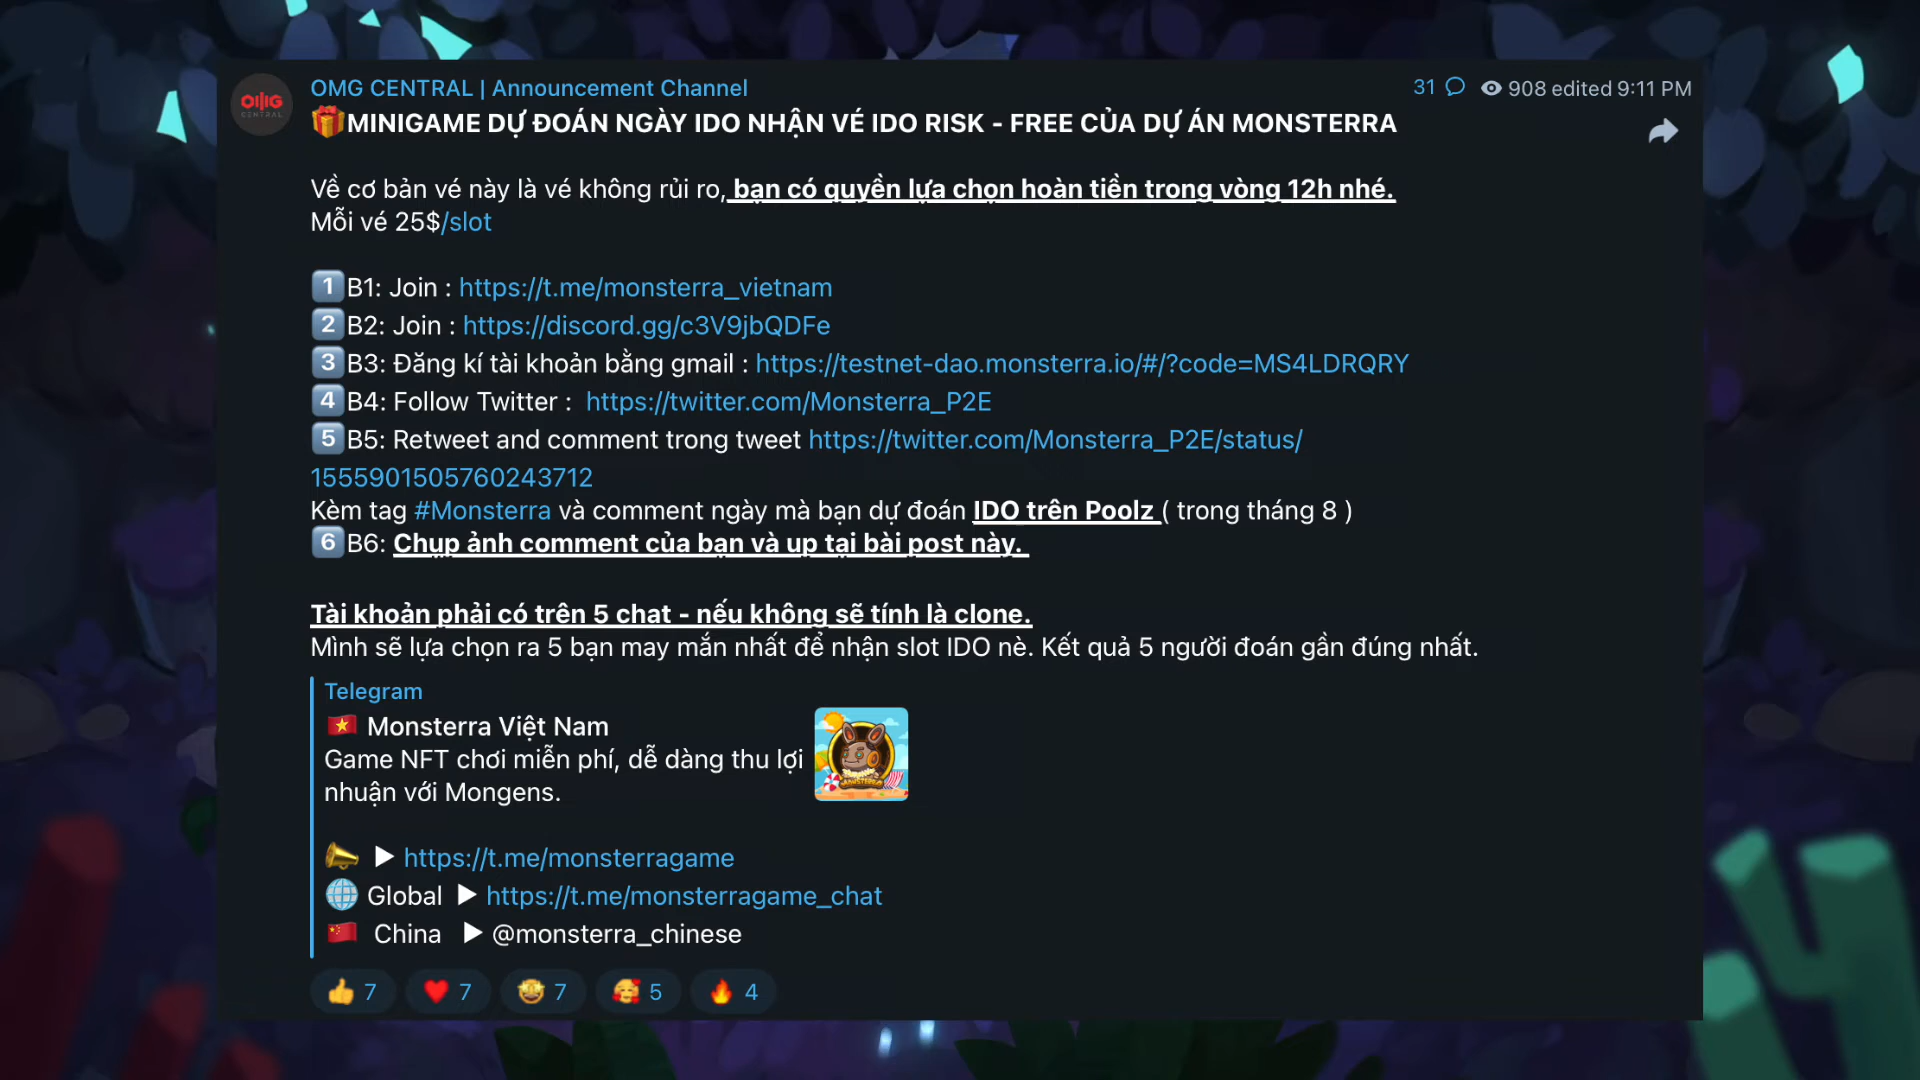 OMG CENTRAL | Announcement Channel
31 908 edited 9:11 PM
OMG
CENTRAL
🎁MINIGAME DỰ ĐOÁN NGÀY IDO NHẬN VÉ IDO RISK - FREE CỦA DỰ ÁN MONSTERRA
Về cơ bản vé này là vé không rủi ro, bạn có quyền lựa chọn hoàn tiền trong vòng 12h nhé.
Mỗi vé 25$/slot
1️⃣B1: Join : https://t.me/monsterra_vietnam
2️⃣B2: Join : https://discord.gg/c3V9jbQDFe
3️⃣B3: Đăng kí tài khoản bằng gmail : https://testnet-dao.monsterra.io/#/?code=MS4LDRQRY
4️⃣B4: Follow Twitter : https://twitter.com/Monsterra_P2E
5️⃣B5: Retweet and comment trong tweet https://twitter.com/Monsterra_P2E/status/
1555901505760243712
Kèm tag #Monsterra và comment ngày mà bạn dự đoán IDO trên Poolz ( trong tháng 8 )
6️⃣B6: Chụp ảnh comment của bạn và up tại bài post này.
Tài khoản phải có trên 5 chat - nếu không sẽ tính là clone.
Mình sẽ lựa chọn ra 5 bạn may mắn nhất để nhận slot IDO nè. Kết quả 5 người đoán gần đúng nhất.
Telegram
🇻🇳 Monsterra Việt Nam
Game NFT chơi miễn phí, dễ dàng thu lợi
nhuận với Mongens.
📣 ▶ https://t.me/monsterragame
🌐 Global ▶ https://t.me/monsterragame_chat
🇨🇳 China ▶ @monsterra_chinese
👍 7 ❤️ 7 🤩 7 🥰 5 🔥 4